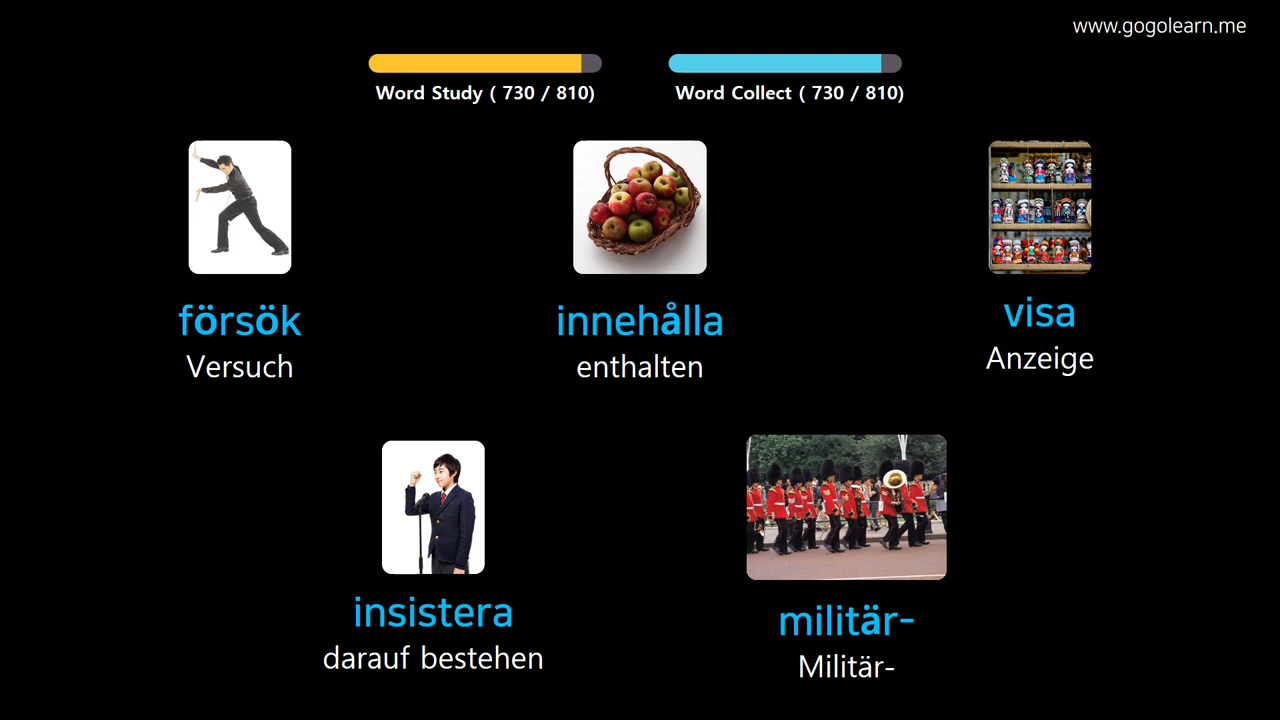 www.gogolearn.me
Word Study ( 730 / 810)
Word Collect ( 730 / 810)
försök
Versuch
innehålla
enthalten
visa
Anzeige
insistera
darauf bestehen
militär-
Militär-